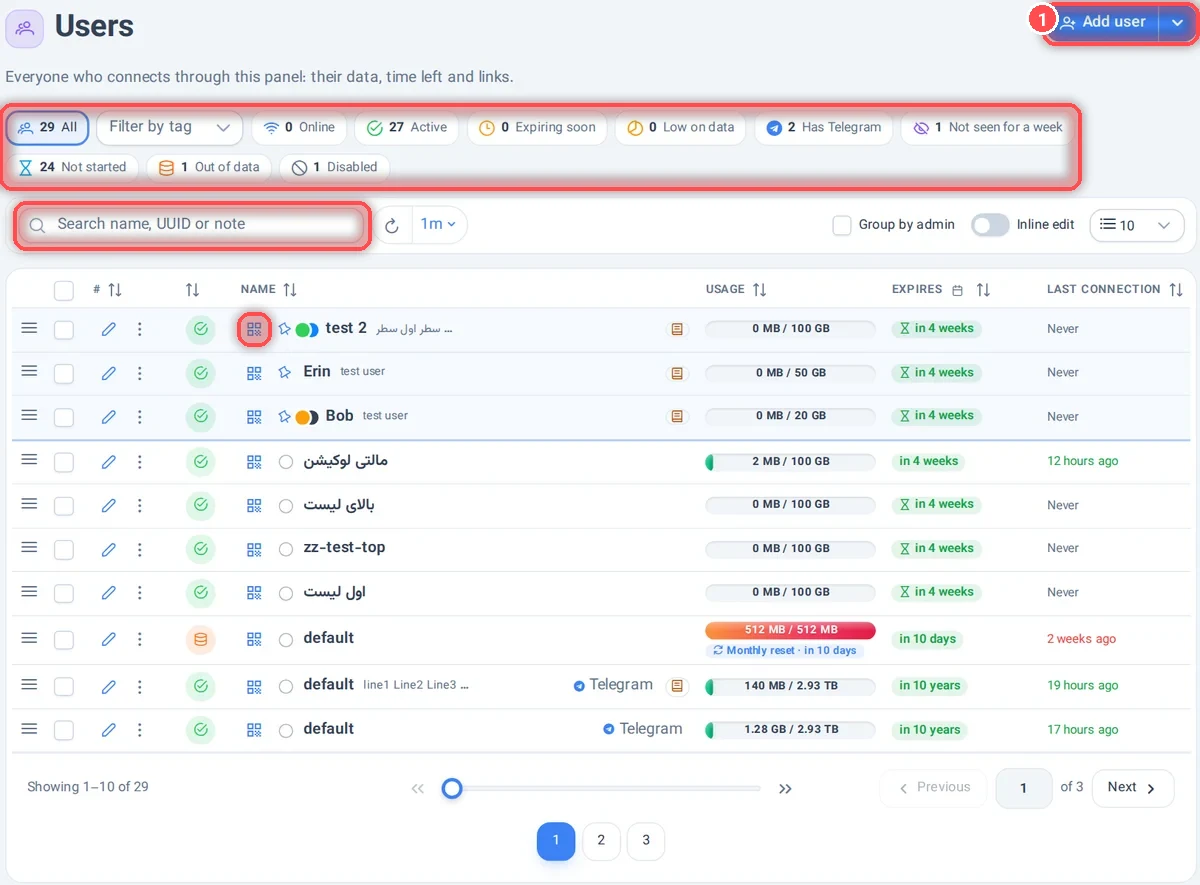 Users
1
Add user
Everyone who connects through this panel: their data, time left and links.
29 All
Filter by tag
0 Online
27 Active
0 Expiring soon
0 Low on data
2 Has Telegram
1 Not seen for a week
24 Not started
1 Out of data
1 Disabled
Search name, UUID or note
1m
Group by admin
Inline edit
10
# NAME USAGE EXPIRES LAST CONNECTION
test 2 سطر اول سطر ... 0 MB / 100 GB in 4 weeks Never
Erin test user 0 MB / 50 GB in 4 weeks Never
Bob test user 0 MB / 20 GB in 4 weeks Never
مالتی لوکیشن 2 MB / 100 GB in 4 weeks 12 hours ago
بالای لیست 0 MB / 100 GB in 4 weeks Never
zz-test-top 0 MB / 100 GB in 4 weeks Never
اول لیست 0 MB / 100 GB in 4 weeks Never
default 512 MB / 512 MB in 10 days 2 weeks ago
Monthly reset · in 10 days
default line1 Line2 Line3 ... Telegram 140 MB / 2.93 TB in 10 years 19 hours ago
default Telegram 1.28 GB / 2.93 TB in 10 years 17 hours ago
Showing 1–10 of 29
Previous
1
of 3
Next
1 2 3